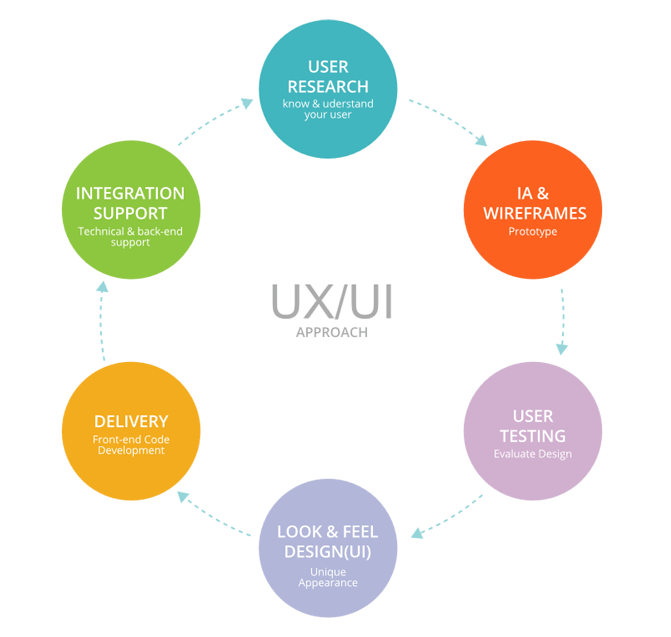 USER
RESEARCH
know & uderstand
your user
IA &
WIREFRAMES
Prototype
USER
TESTING
Evaluate Design
LOOK & FEEL
DESIGN(UI)
Unique
Appearance
DELIVERY
Front-end Code
Development
INTEGRATION
SUPPORT
Technical & back-end
support
UX/UI
APPROACH